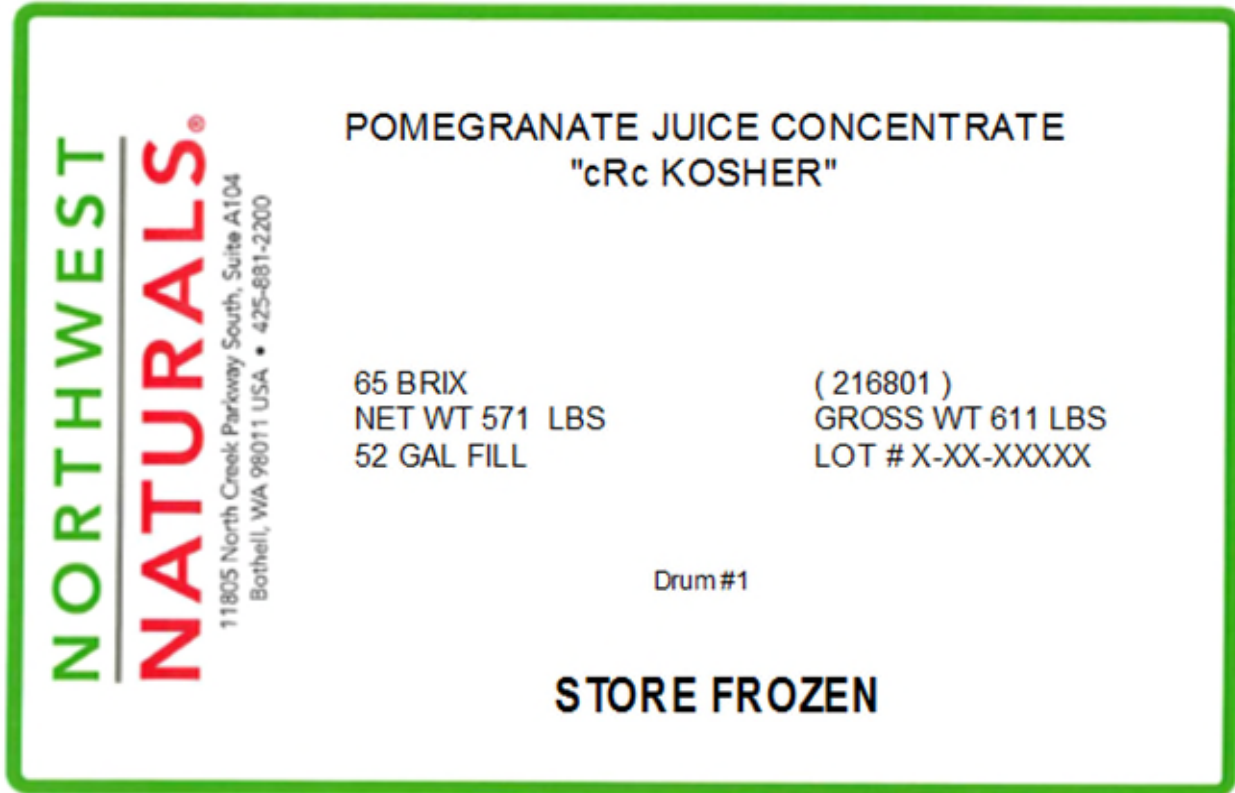 NORTHWEST
NATURALS®
11805 North Creek Parkway South, Suite A104
Bothell, WA 98011 USA • 425-881-2200
POMEGRANATE JUICE CONCENTRATE
"cRc KOSHER"
65 BRIX
NET WT 571 LBS
52 GAL FILL
( 216801 )
GROSS WT 611 LBS
LOT # X-XX-XXXXX
Drum #1
STORE FROZEN